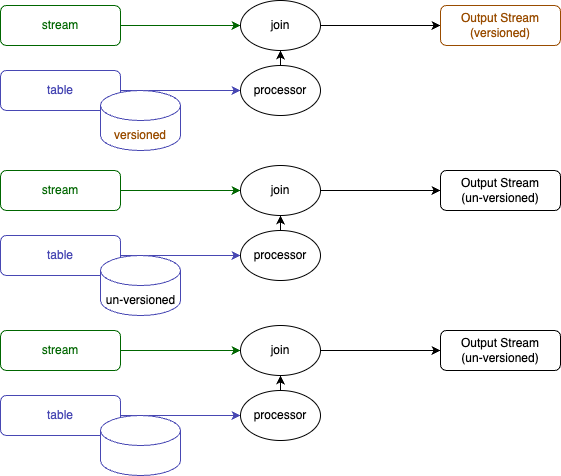 stream
join
Output Stream
(versioned)
table
processor
versioned
stream
join
Output Stream
(un-versioned)
table
processor
un-versioned
stream
join
Output Stream
(un-versioned)
table
processor